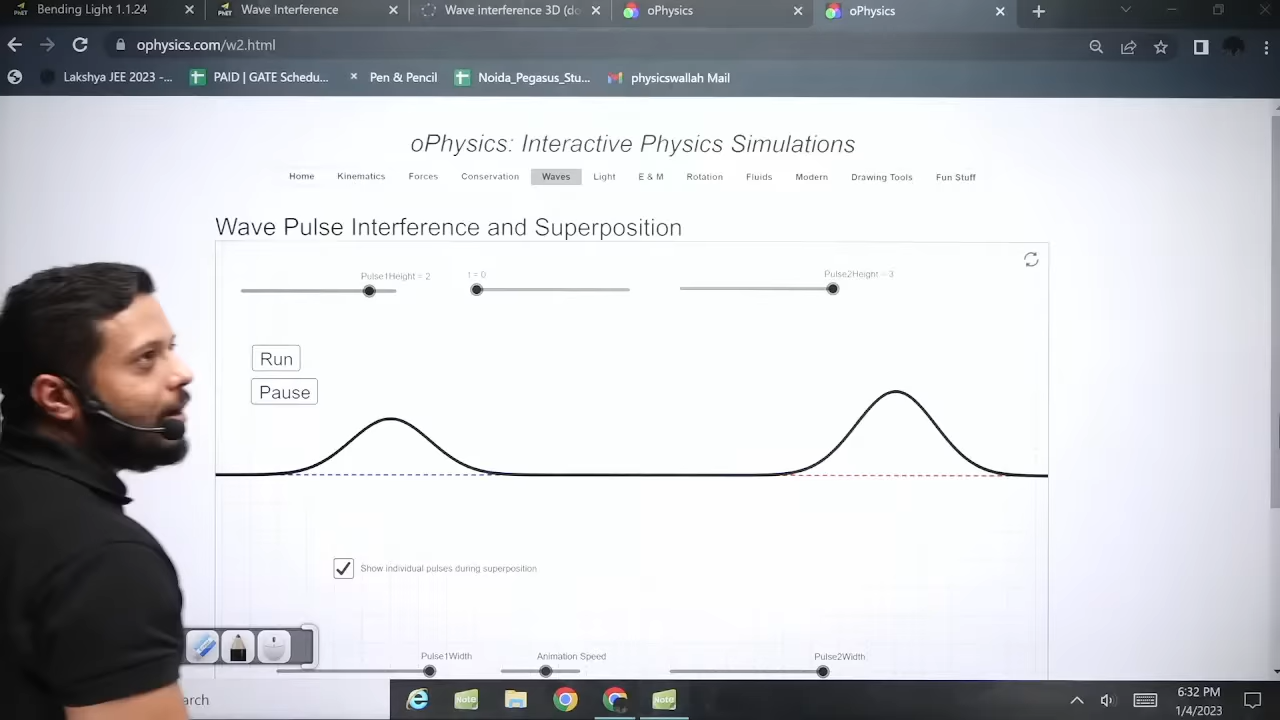 Bending Light 1.1.24
Wave Interference
Wave interference 3D (do
oPhysics
oPhysics
ophysics.com/w2.html
Lakshya JEE 2023 -...
PAID | GATE Schedu...
Pen & Pencil
Noida_Pegasus_Stu...
physicswallah Mail
oPhysics: Interactive Physics Simulations
Home Kinematics Forces Conservation Waves Light E & M Rotation Fluids Modern Drawing Tools Fun Stuff
Wave Pulse Interference and Superposition
Pulse1Height = 2
t = 0
Pulse2Height = 3
Run
Pause
Show individual pulses during superposition
Pulse1Width
Animation Speed
Pulse2Width
arch
Note
Note
6:32 PM
1/4/2023